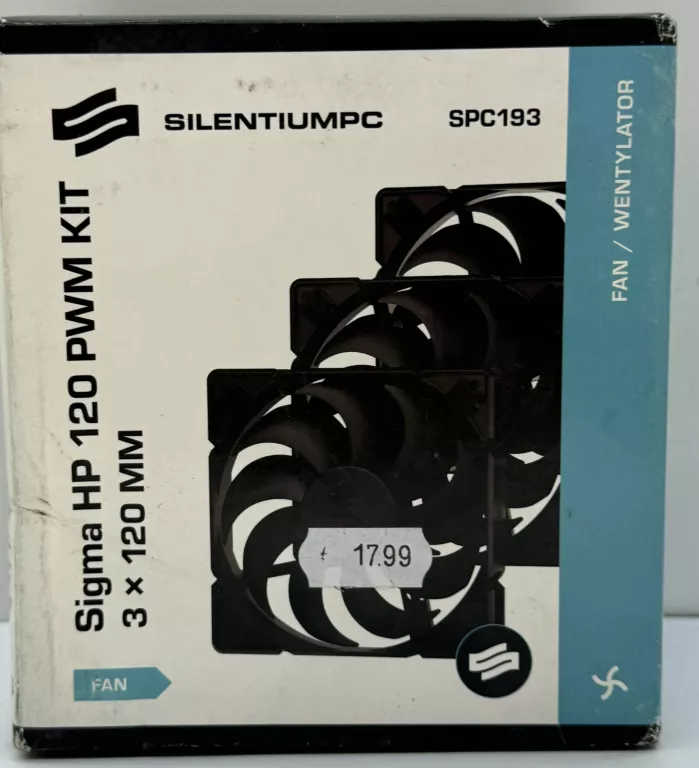 SILENTIUMPC
SPC193
Sigma HP 120 PWM KIT
3 × 120 MM
FAN / WENTYLATOR
17.99
FAN